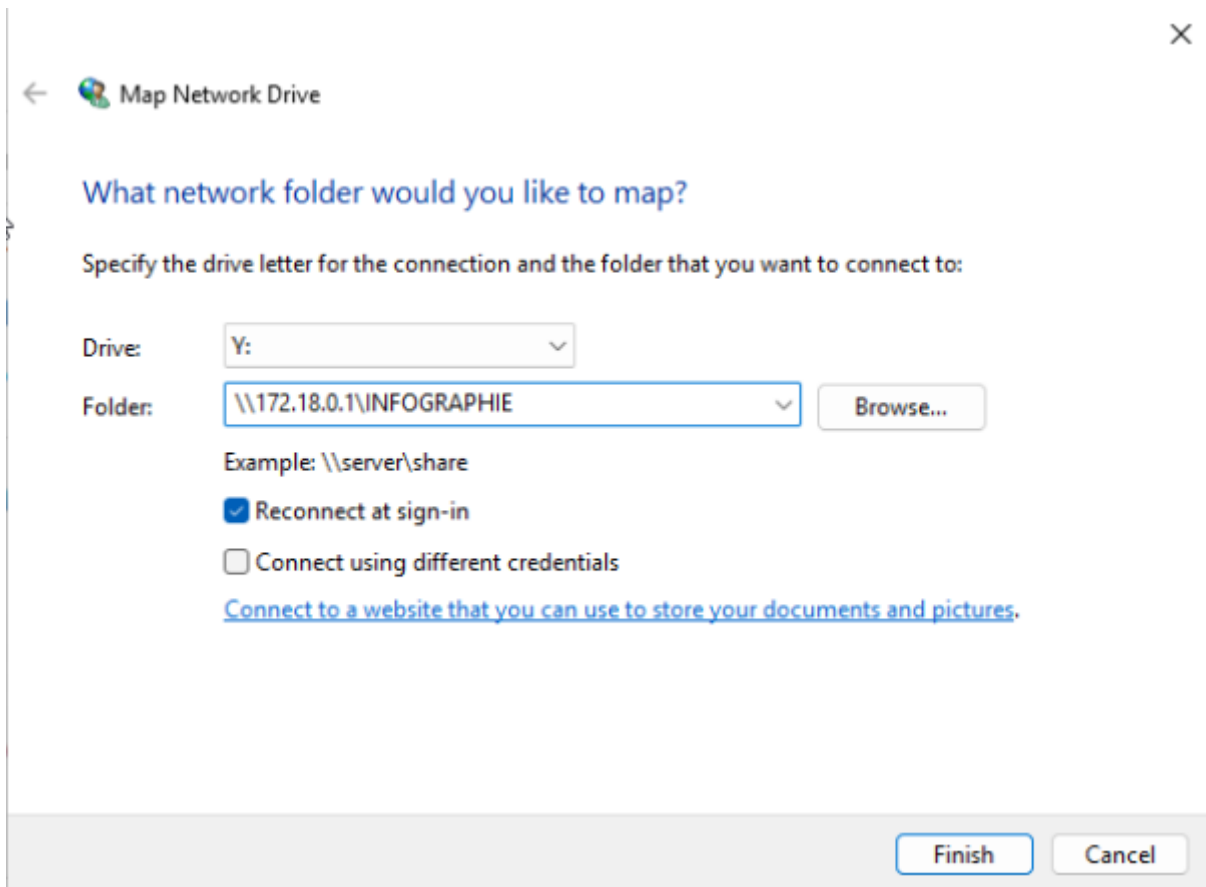 Map Network Drive
What network folder would you like to map?
Specify the drive letter for the connection and the folder that you want to connect to:
Drive: Y:
Folder: \\172.18.0.1\INFOGRAPHIE Browse...
Example: \\server\share
Reconnect at sign-in
Connect using different credentials
Connect to a website that you can use to store your documents and pictures.
Finish Cancel